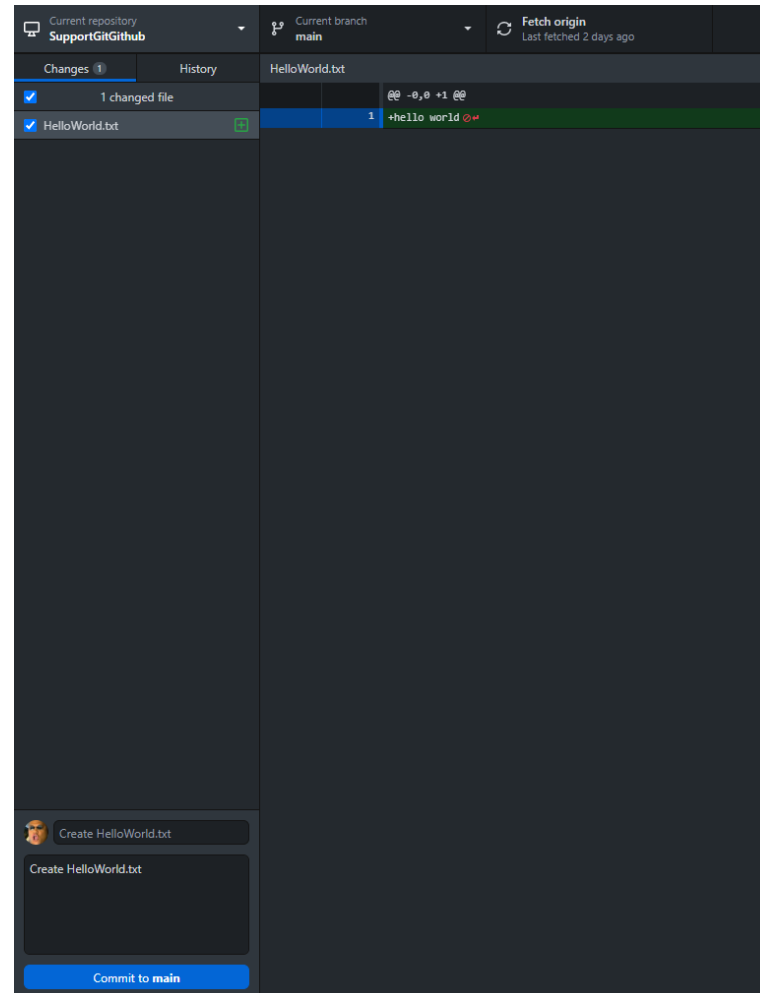 Current repository
SupportGitGithub
Current branch
main
Fetch origin
Last fetched 2 days ago
Changes 1
History
HelloWorld.txt
1 changed file
@@ -0,0 +1 @@
HelloWorld.txt
1 +hello world
Create HelloWorld.txt
Create HelloWorld.txt
Commit to main